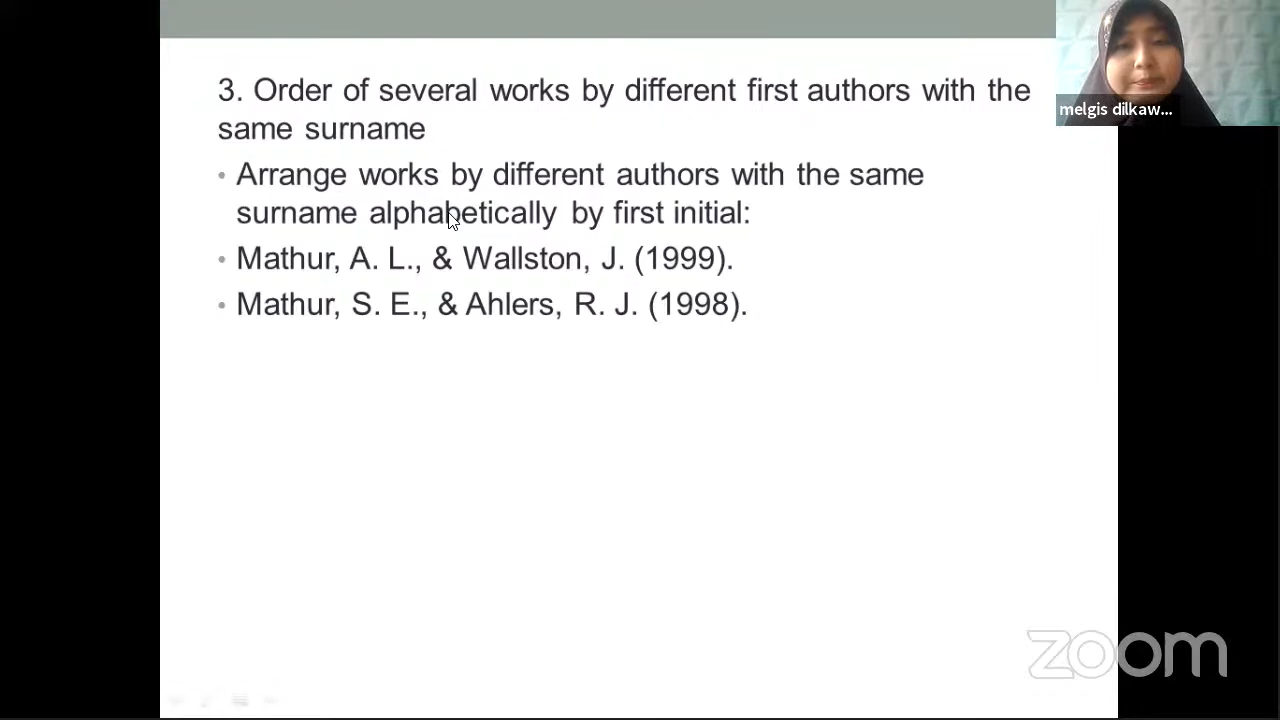 3. Order of several works by different first authors with the
same surname
• Arrange works by different authors with the same
surname alphabetically by first initial:
• Mathur, A. L., & Wallston, J. (1999).
• Mathur, S. E., & Ahlers, R. J. (1998).
melgis dilkaw...
zoom